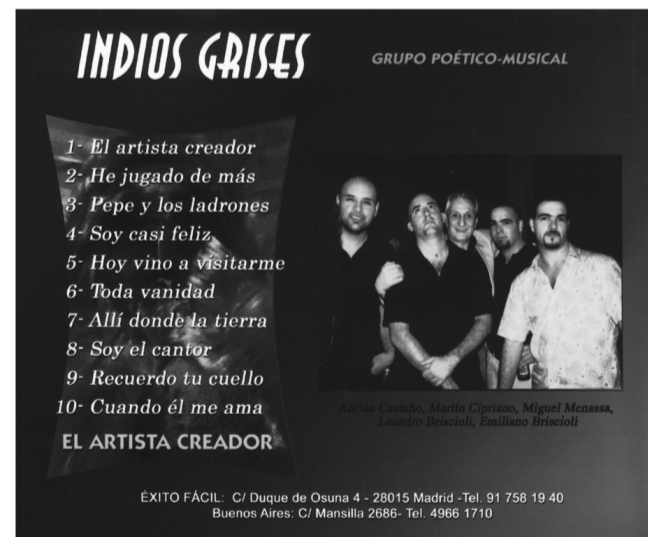 INDIOS GRISES
GRUPO POÉTICO-MUSICAL
1- El artista creador
2- He jugado de más
3- Pepe y los ladrones
4- Soy casi feliz
5- Hoy vino a visitarme
6- Toda vanidad
7- Allí donde la tierra
8- Soy el cantor
9- Recuerdo tu cuello
10- Cuando él me ama
EL ARTISTA CREADOR
Adrián Castaño, Martín Cipriano, Miguel Menassa,
Leandro Briscioli, Emiliano Briscioli
ÉXITO FÁCIL: C/ Duque de Osuna 4 - 28015 Madrid -Tel. 91 758 19 40
Buenos Aires: C/ Mansilla 2686- Tel. 4966 1710